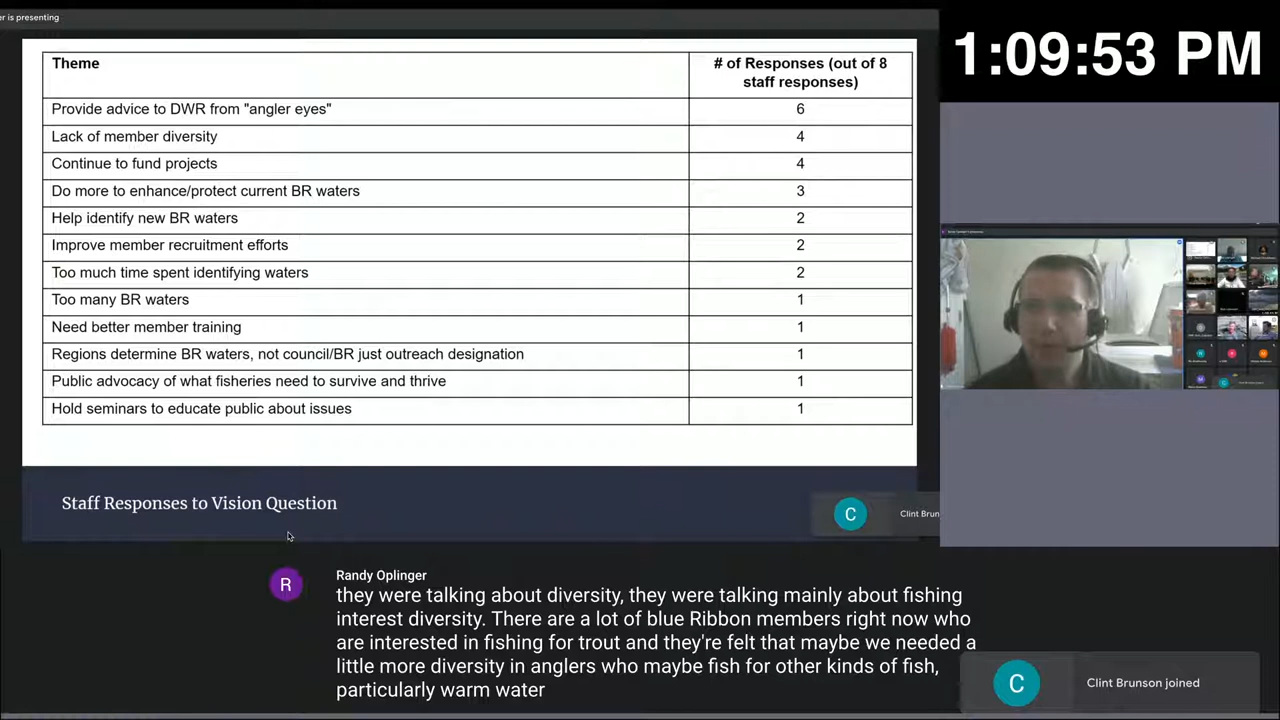 er is presenting
1:09:53 PM
Theme
# of Responses (out of 8
staff responses)
Provide advice to DWR from "angler eyes"
6
Lack of member diversity
4
Continue to fund projects
4
Do more to enhance/protect current BR waters
3
Help identify new BR waters
2
Improve member recruitment efforts
2
Too much time spent identifying waters
2
Too many BR waters
1
Need better member training
1
Regions determine BR waters, not council/BR just outreach designation
1
Public advocacy of what fisheries need to survive and thrive
1
Hold seminars to educate public about issues
1
Staff Responses to Vision Question
C
Clint Brun
R
Randy Oplinger
they were talking about diversity, they were talking mainly about fishing
interest diversity. There are a lot of blue Ribbon members right now who
are interested in fishing for trout and they're felt that maybe we needed a
little more diversity in anglers who maybe fish for other kinds of fish,
particularly warm water
C
Clint Brunson joined